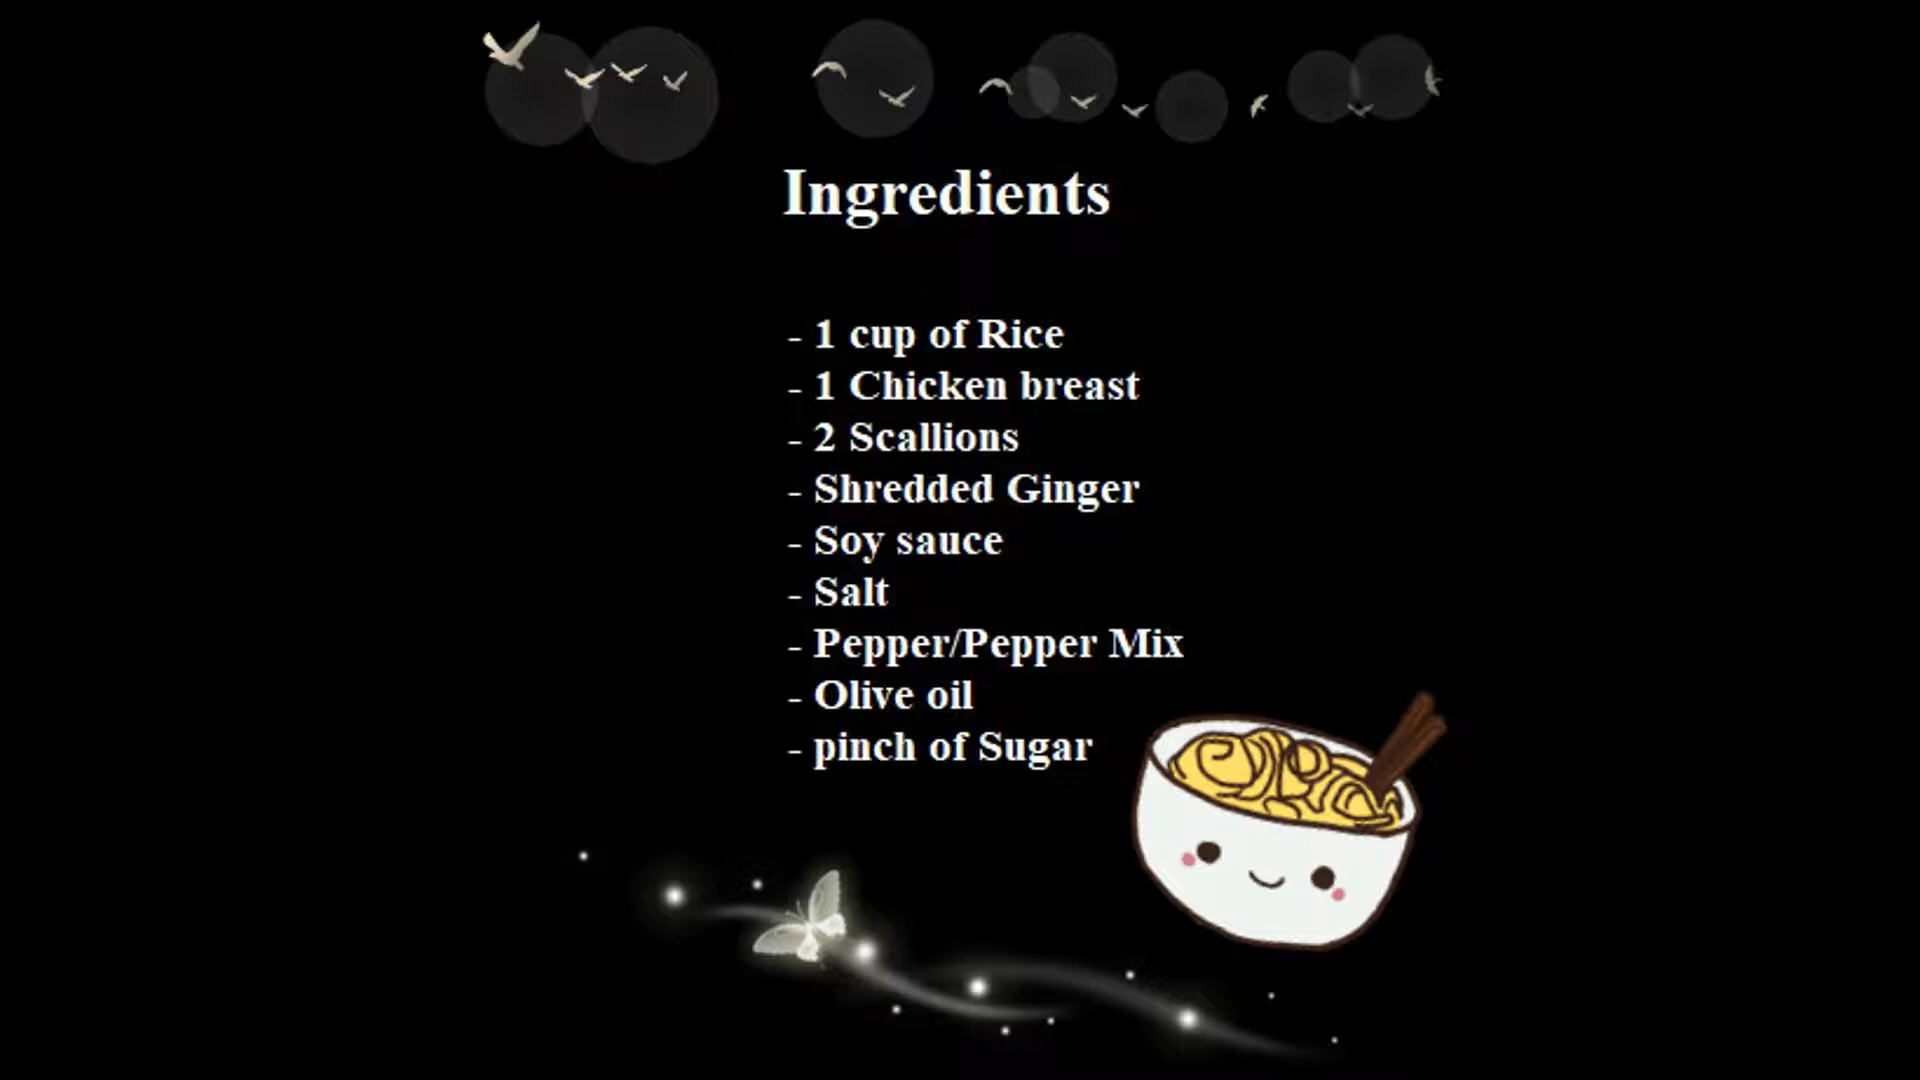 Ingredients
- 1 cup of Rice
- 1 Chicken breast
- 2 Scallions
- Shredded Ginger
- Soy sauce
- Salt
- Pepper/Pepper Mix
- Olive oil
- pinch of Sugar